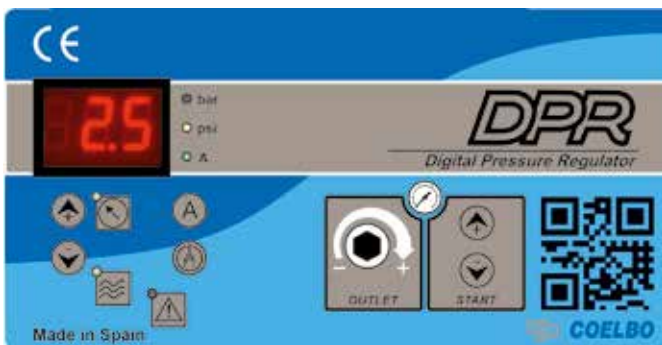 CE
2.5
bar
psi
A
DPR
Digital Pressure Regulator
A
A
- +
OUTLET
START
Made in Spain
COELBO